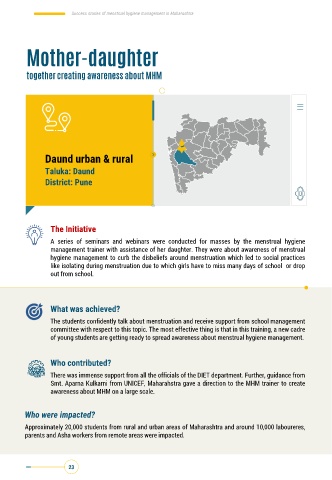 Success stories of menstrual hygiene management in Maharashtra
Mother-daughter
together creating awareness about MHM
Daund urban & rural
Taluka: Daund
District: Pune
The Initiative
A series of seminars and webinars were conducted for masses by the menstrual hygiene
management trainer with assistance of her daughter. They were about awareness of menstrual
hygiene management to curb the disbeliefs around menstruation which led to social practices
like isolating during menstruation due to which girls have to miss many days of school or drop
out from school.
What was achieved?
The students confidently talk about menstruation and receive support from school management
committee with respect to this topic. The most effective thing is that in this training, a new cadre
of young students are getting ready to spread awareness about menstrual hygiene management.
Who contributed?
There was immense support from all the officials of the DIET department. Further, guidance from
Smt. Aparna Kulkarni from UNICEF, Maharahstra gave a direction to the MHM trainer to create
awareness about MHM on a large scale.
Who were impacted?
Approximately 20,000 students from rural and urban areas of Maharashtra and around 10,000 laboureres,
parents and Asha workers from remote areas were impacted.
23